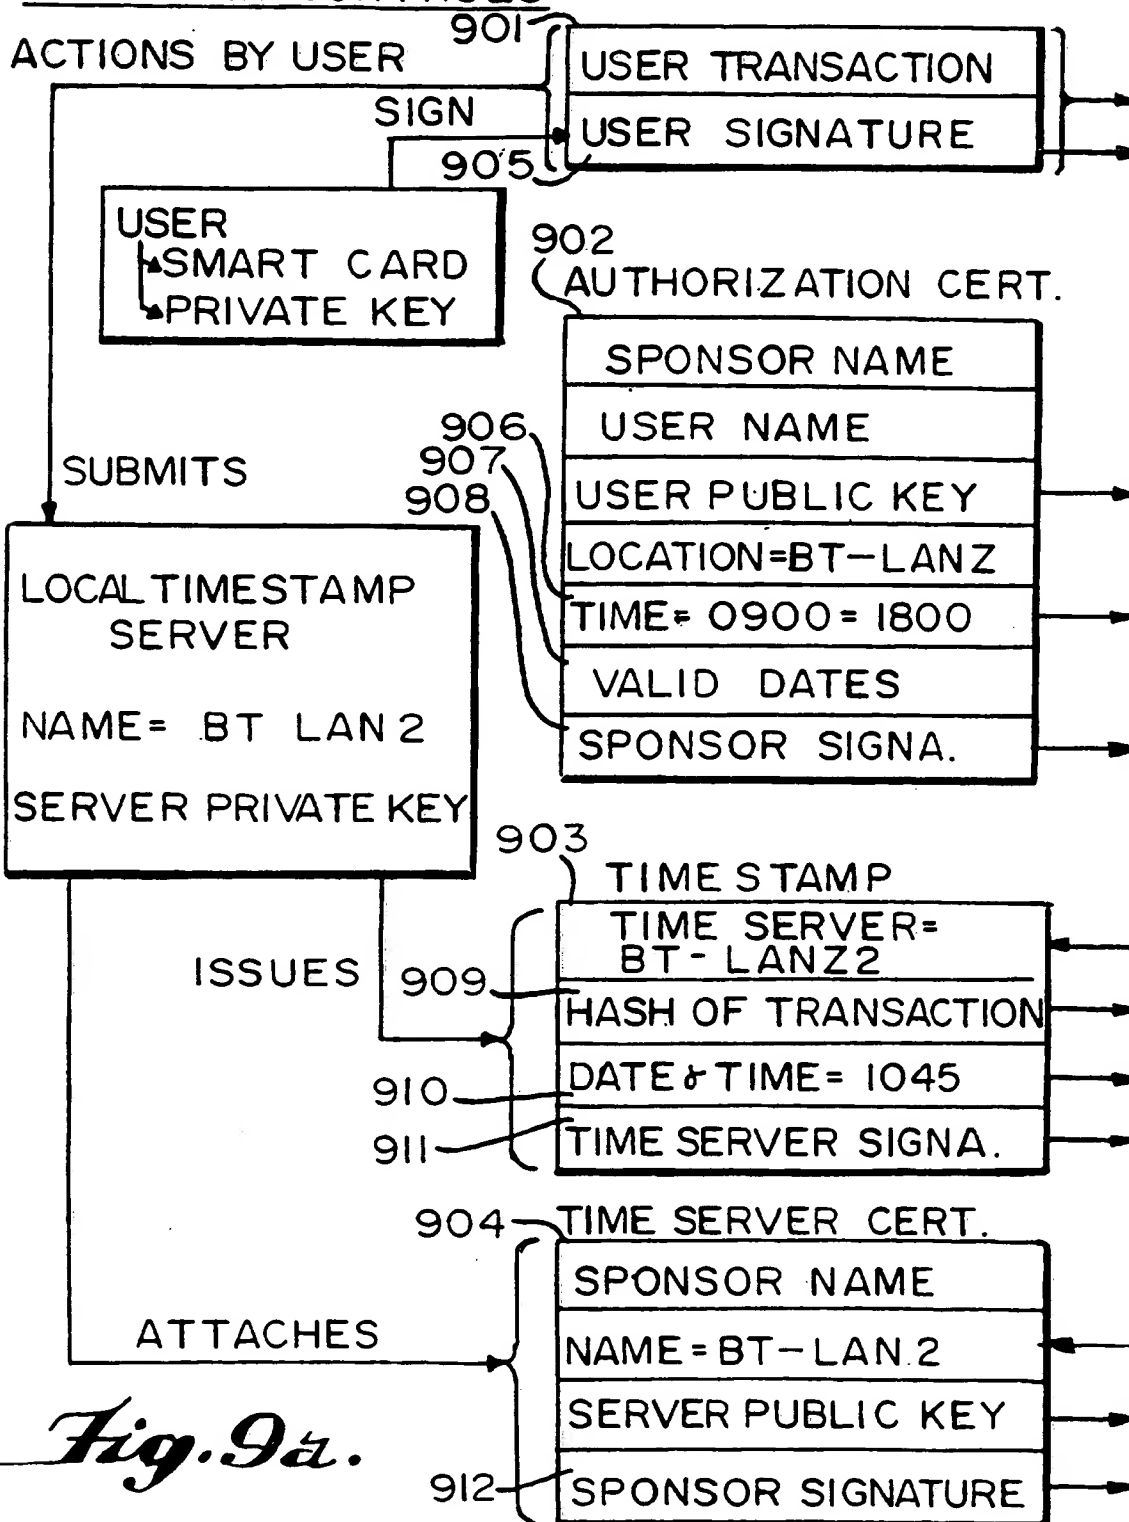 901
ACTIONS BY USER
USER TRANSACTION
SIGN
USER SIGNATURE
905
USER
SMART CARD
PRIVATE KEY
902
AUTHORIZATION CERT.
SPONSOR NAME
USER NAME
906
907
908
USER PUBLIC KEY
LOCATION=BT-LANZ
TIME= 0900=1800
VALID DATES
SPONSOR SIGNA.
SUBMITS
LOCAL TIMESTAMP
SERVER
NAME= BT LAN 2
SERVER PRIVATE KEY
903
TIME STAMP
TIME SERVER=
BT-LANZ2
ISSUES
909
HASH OF TRANSACTION
910
DATE & TIME= 1045
911
TIME SERVER SIGNA.
904
TIME SERVER CERT.
SPONSOR NAME
ATTACHES
NAME=BT-LAN.2
SERVER PUBLIC KEY
912
SPONSOR SIGNATURE
Fig. 9a.